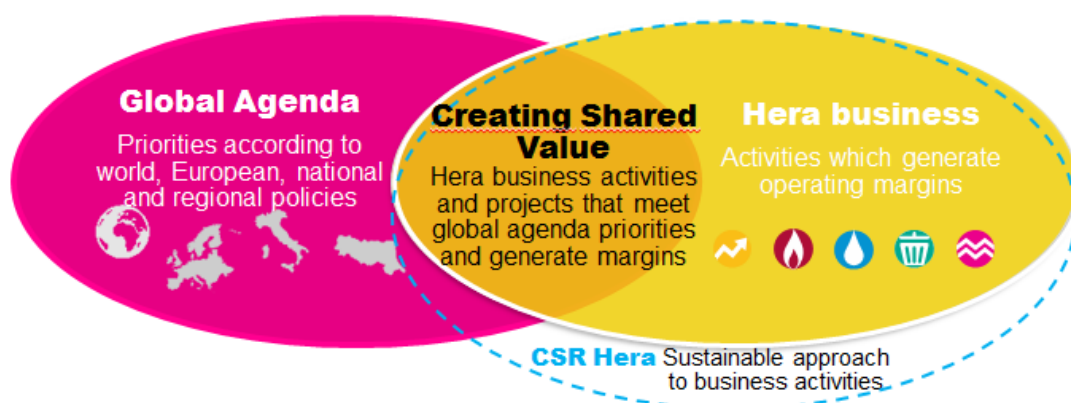 Global Agenda
Priorities according to
world, European, national
and regional policies
Creating Shared
Value
Hera business activities
and projects that meet
global agenda priorities
and generate margins
Hera business
Activities which generate
operating margins
CSR Hera Sustainable approach
to business activities